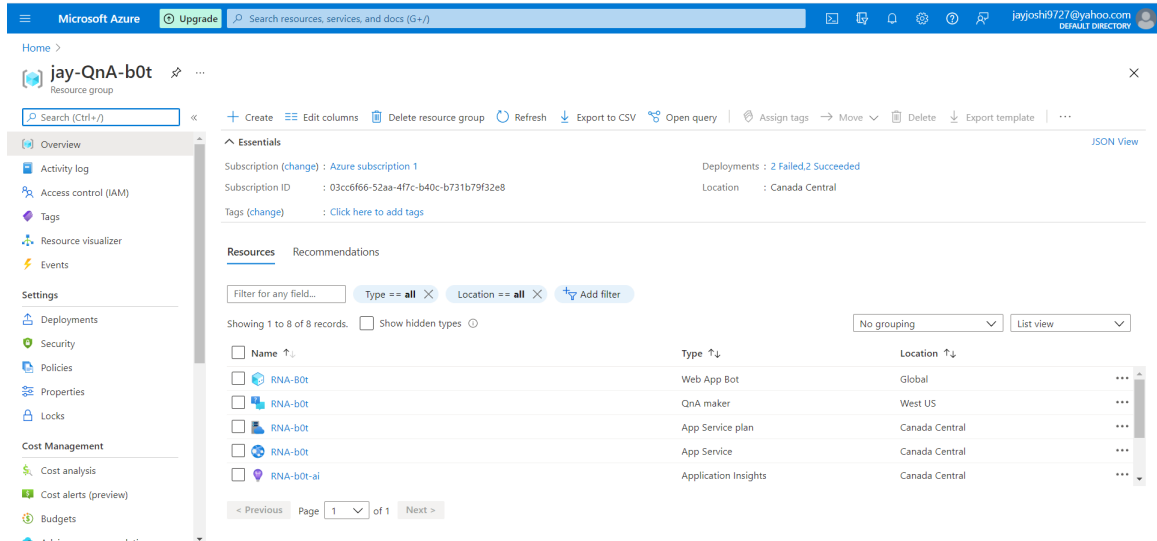 Microsoft Azure
Upgrade
Search resources, services, and docs (G+/)
jayjoshi9727@yahoo.com
DEFAULT DIRECTORY
Home >
jay-QnA-b0t
Resource group
Search (Ctrl+/)
Overview
Activity log
Access control (IAM)
Tags
Resource visualizer
Events
Settings
Deployments
Security
Policies
Properties
Locks
Cost Management
Cost analysis
Cost alerts (preview)
Budgets
Create Edit columns Delete resource group Refresh Export to CSV Open query Assign tags Move Delete Export template
Essentials
JSON View
Subscription (change) : Azure subscription 1
Deployments : 2 Failed,2 Succeeded
Subscription ID : 03cc6f66-52aa-4f7c-b40c-b731b79f32e8
Location : Canada Central
Tags (change) : Click here to add tags
Resources Recommendations
Filter for any field... Type == all Location == all Add filter
Showing 1 to 8 of 8 records. Show hidden types No grouping List view
Name Type Location
RNA-B0t Web App Bot Global
RNA-b0t QnA maker West US
RNA-b0t App Service plan Canada Central
RNA-b0t App Service Canada Central
RNA-b0t-ai Application Insights Canada Central
< Previous Page 1 of 1 Next >